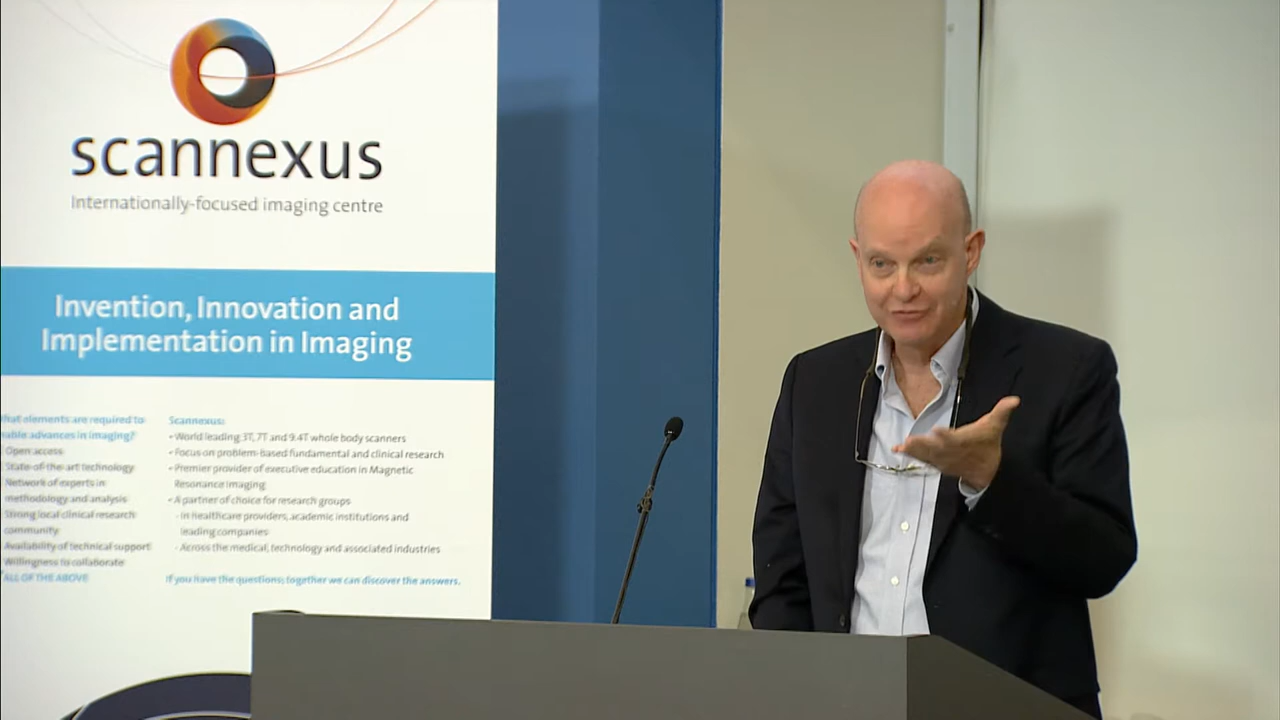 scannexus
Internationally-focused imaging centre
Invention, Innovation and
Implementation in Imaging
hat elements are required to
able advances in imaging?
Open access
State-of-the-art technology
Network of experts in
methodology and analysis
Strong local clinical research
community
Availability of technical support
Willingness to collaborate
ALL OF THE ABOVE
Scannexus:
• World leading 3T, 7T and 9.4T whole body scanners
• Focus on problem-based fundamental and clinical research
• Premier provider of executive education in Magnetic
Resonance Imaging
• A partner of choice for research groups
- In healthcare providers, academic institutions and
leading companies
- Across the medical, technology and associated industries
If you have the questions, together we can discover the answers.